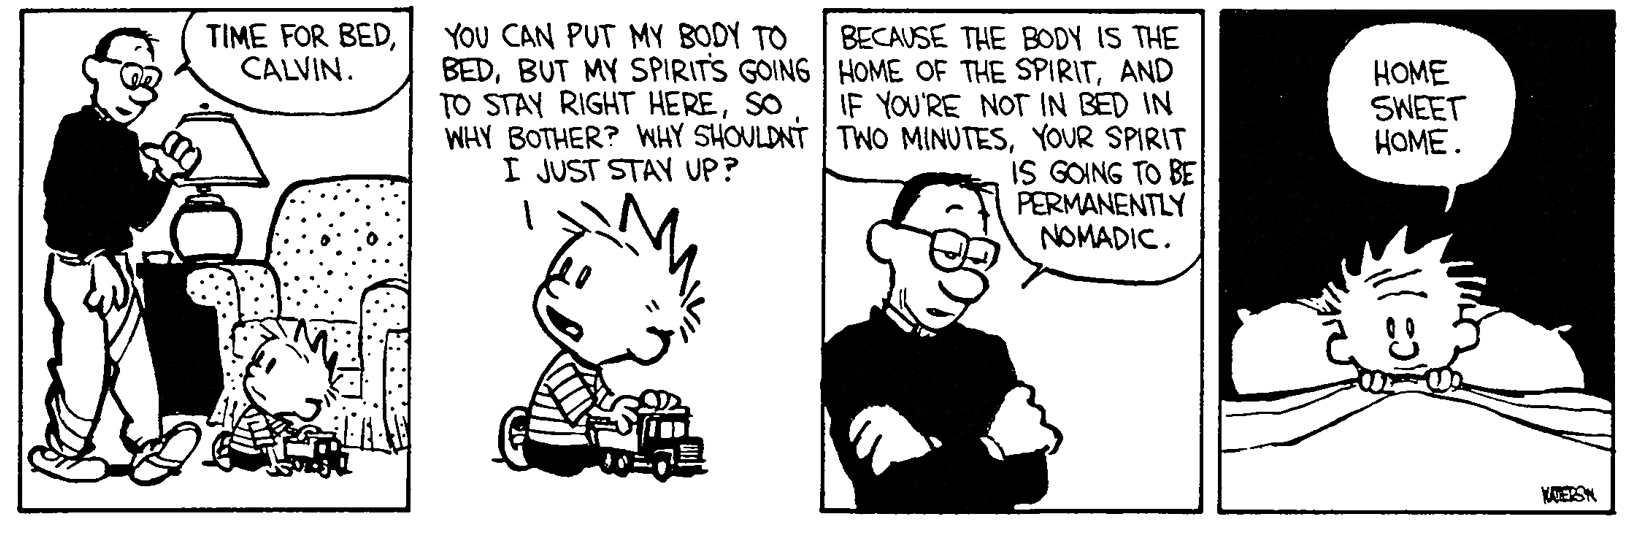 TIME FOR BED,
CALVIN.
YOU CAN PUT MY BODY TO
BED, BUT MY SPIRIT'S GOING
TO STAY RIGHT HERE, SO
WHY BOTHER? WHY SHOULDN'T
I JUST STAY UP?
BECAUSE THE BODY IS THE
HOME OF THE SPIRIT, AND
IF YOU'RE NOT IN BED IN
TWO MINUTES, YOUR SPIRIT
IS GOING TO BE
PERMANENTLY
NOMADIC.
HOME
SWEET
HOME.
WATTERSON